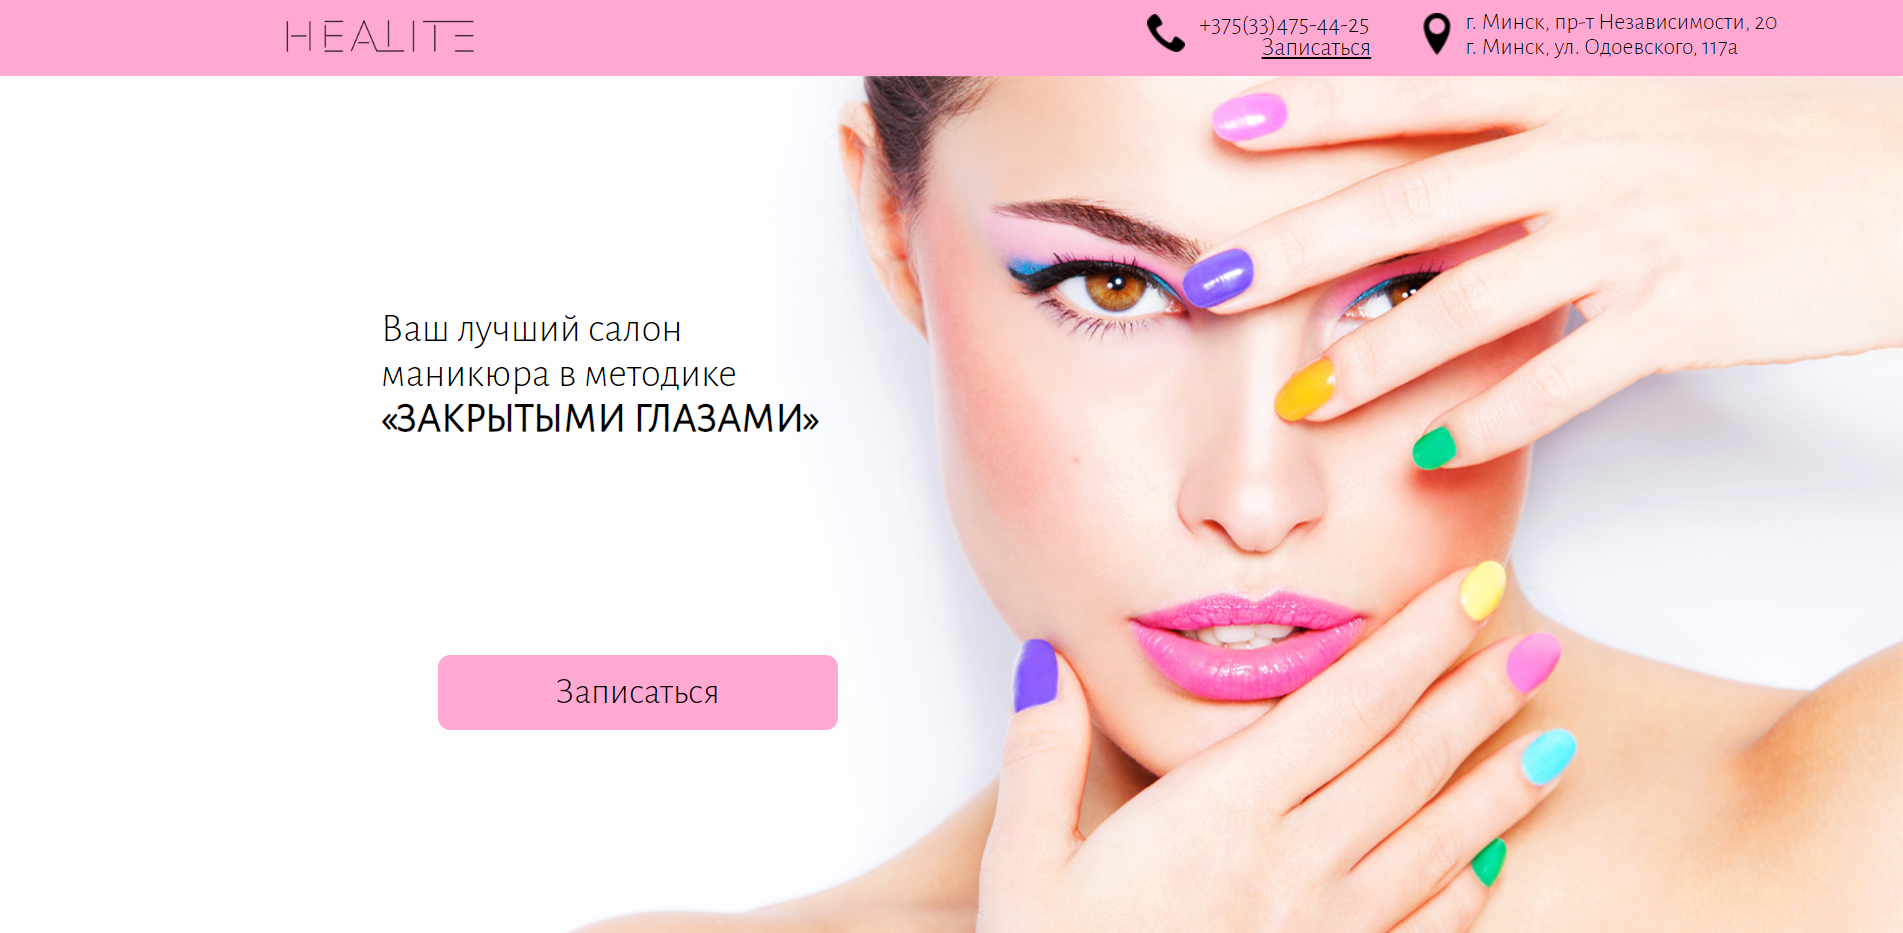 HEALITE
+375(33)475-44-25
Записаться
г. Минск, пр-т Независимости, 20
г. Минск, ул. Одоевского, 117а
Ваш лучший салон
маникюра в методике
«ЗАКРЫТЫМИ ГЛАЗАМИ»
Записаться